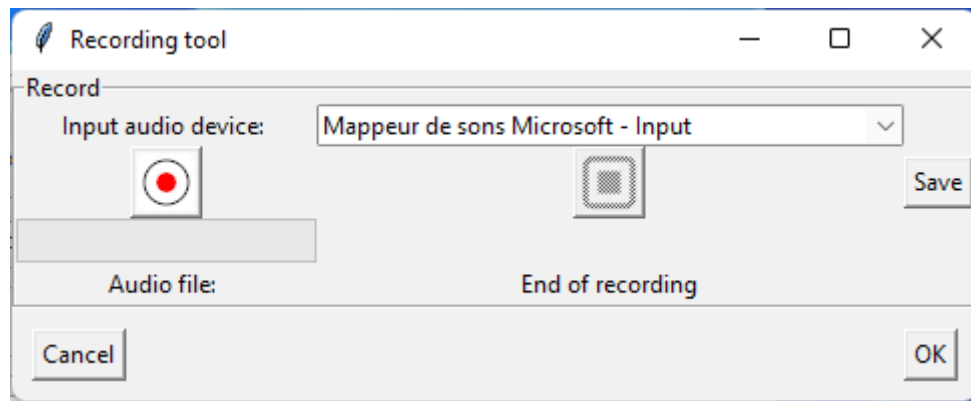 Recording tool
Record
Input audio device: Mappeur de sons Microsoft - Input
Save
Audio file: End of recording
Cancel OK